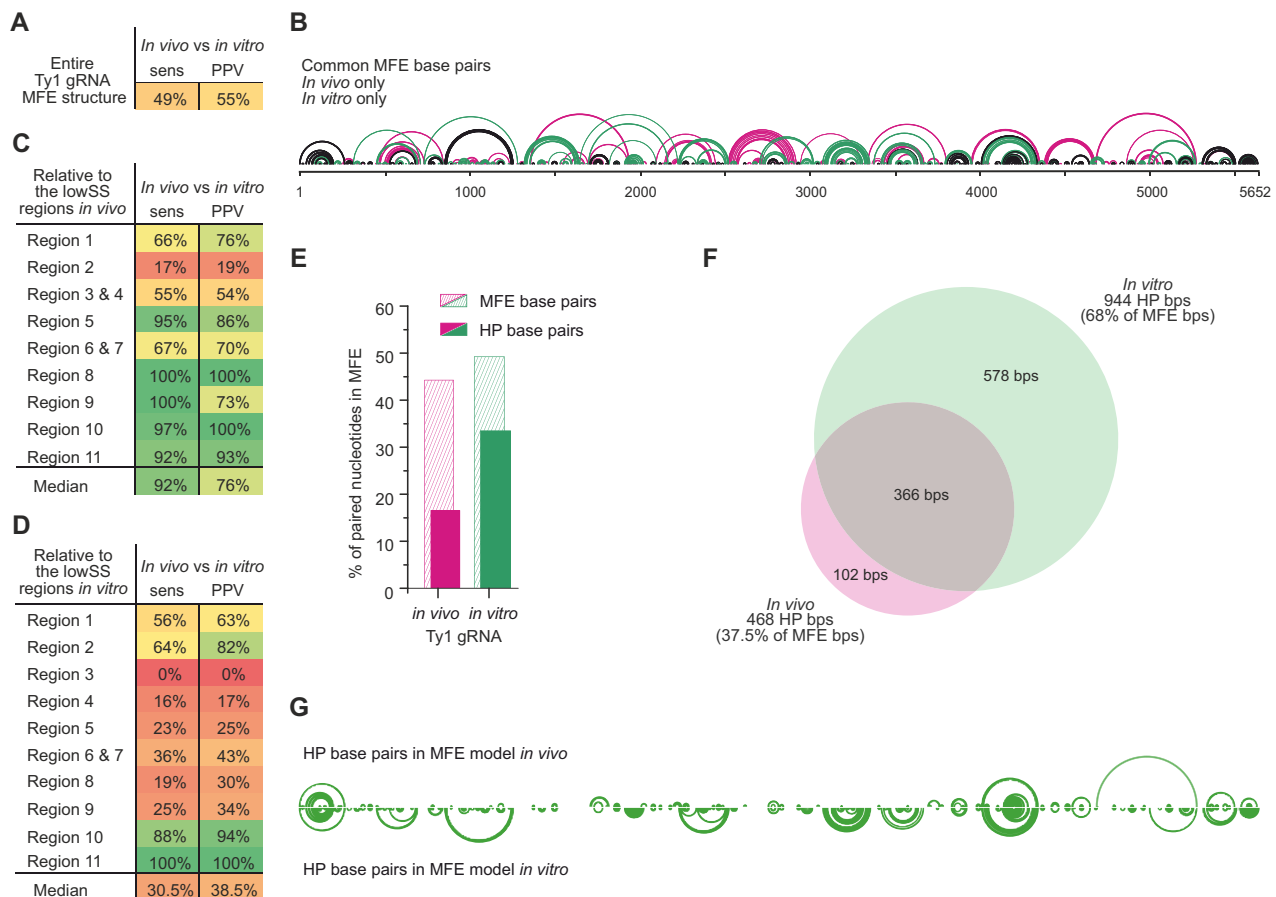 A
In vivo vs in vitro
Entire
Ty1 gRNA
MFE structure
sens PPV
49% 55%
B
Common MFE base pairs
In vivo only
In vitro only
1 1000 2000 3000 4000 5000 5652
C
Relative to
the lowSS
regions in vivo
In vivo vs in vitro
sens PPV
Region 1 66% 76%
Region 2 17% 19%
Region 3 & 4 55% 54%
Region 5 95% 86%
Region 6 & 7 67% 70%
Region 8 100% 100%
Region 9 100% 73%
Region 10 97% 100%
Region 11 92% 93%
Median 92% 76%
D
Relative to
the lowSS
regions in vitro
In vivo vs in vitro
sens PPV
Region 1 56% 63%
Region 2 64% 82%
Region 3 0% 0%
Region 4 16% 17%
Region 5 23% 25%
Region 6 & 7 36% 43%
Region 8 19% 30%
Region 9 25% 34%
Region 10 88% 94%
Region 11 100% 100%
Median 30.5% 38.5%
E
MFE base pairs
HP base pairs
% of paired nucleotides in MFE
60
50
40
30
20
10
0
in vivo in vitro
Ty1 gRNA
F
In vitro
944 HP bps
(68% of MFE bps)
578 bps
366 bps
102 bps
In vivo
468 HP bps
(37.5% of MFE bps)
G
HP base pairs in MFE model in vivo
HP base pairs in MFE model in vitro